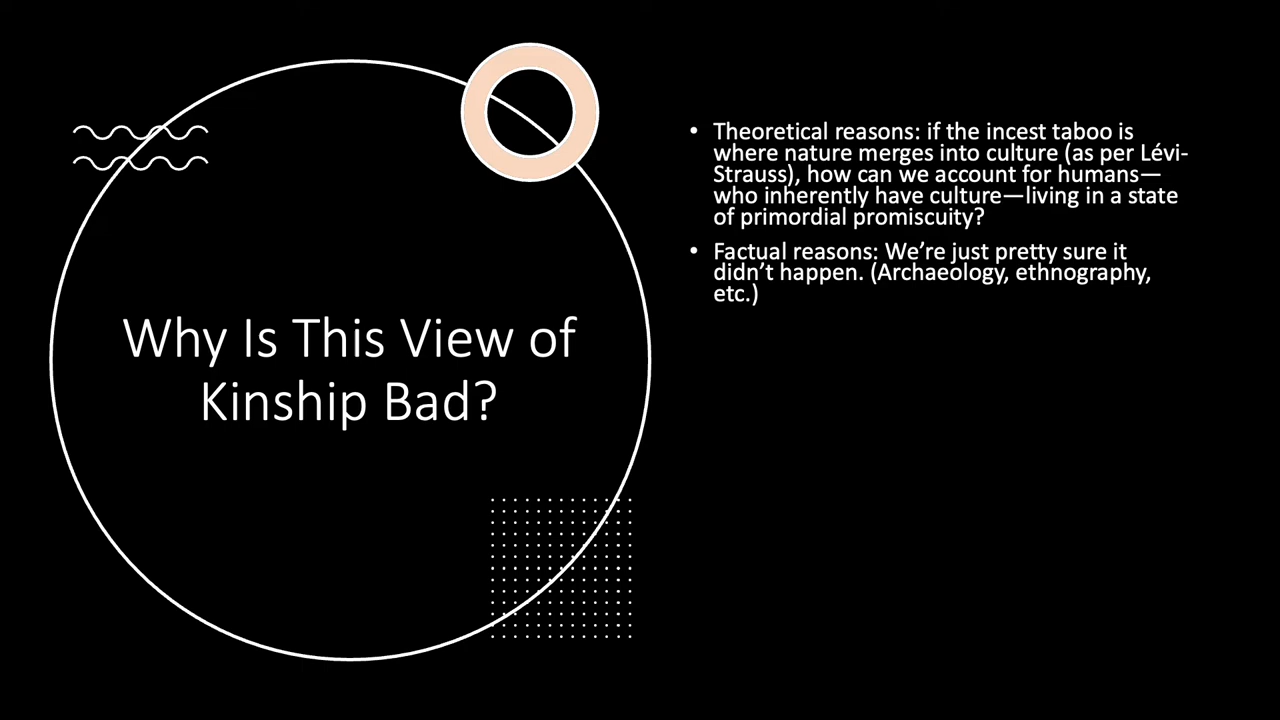 Why Is This View of
Kinship Bad?
• Theoretical reasons: if the incest taboo is
where nature merges into culture (as per Lévi-
Strauss), how can we account for humans—
who inherently have culture—living in a state
of primordial promiscuity?
• Factual reasons: We’re just pretty sure it
didn’t happen. (Archaeology, ethnography,
etc.)